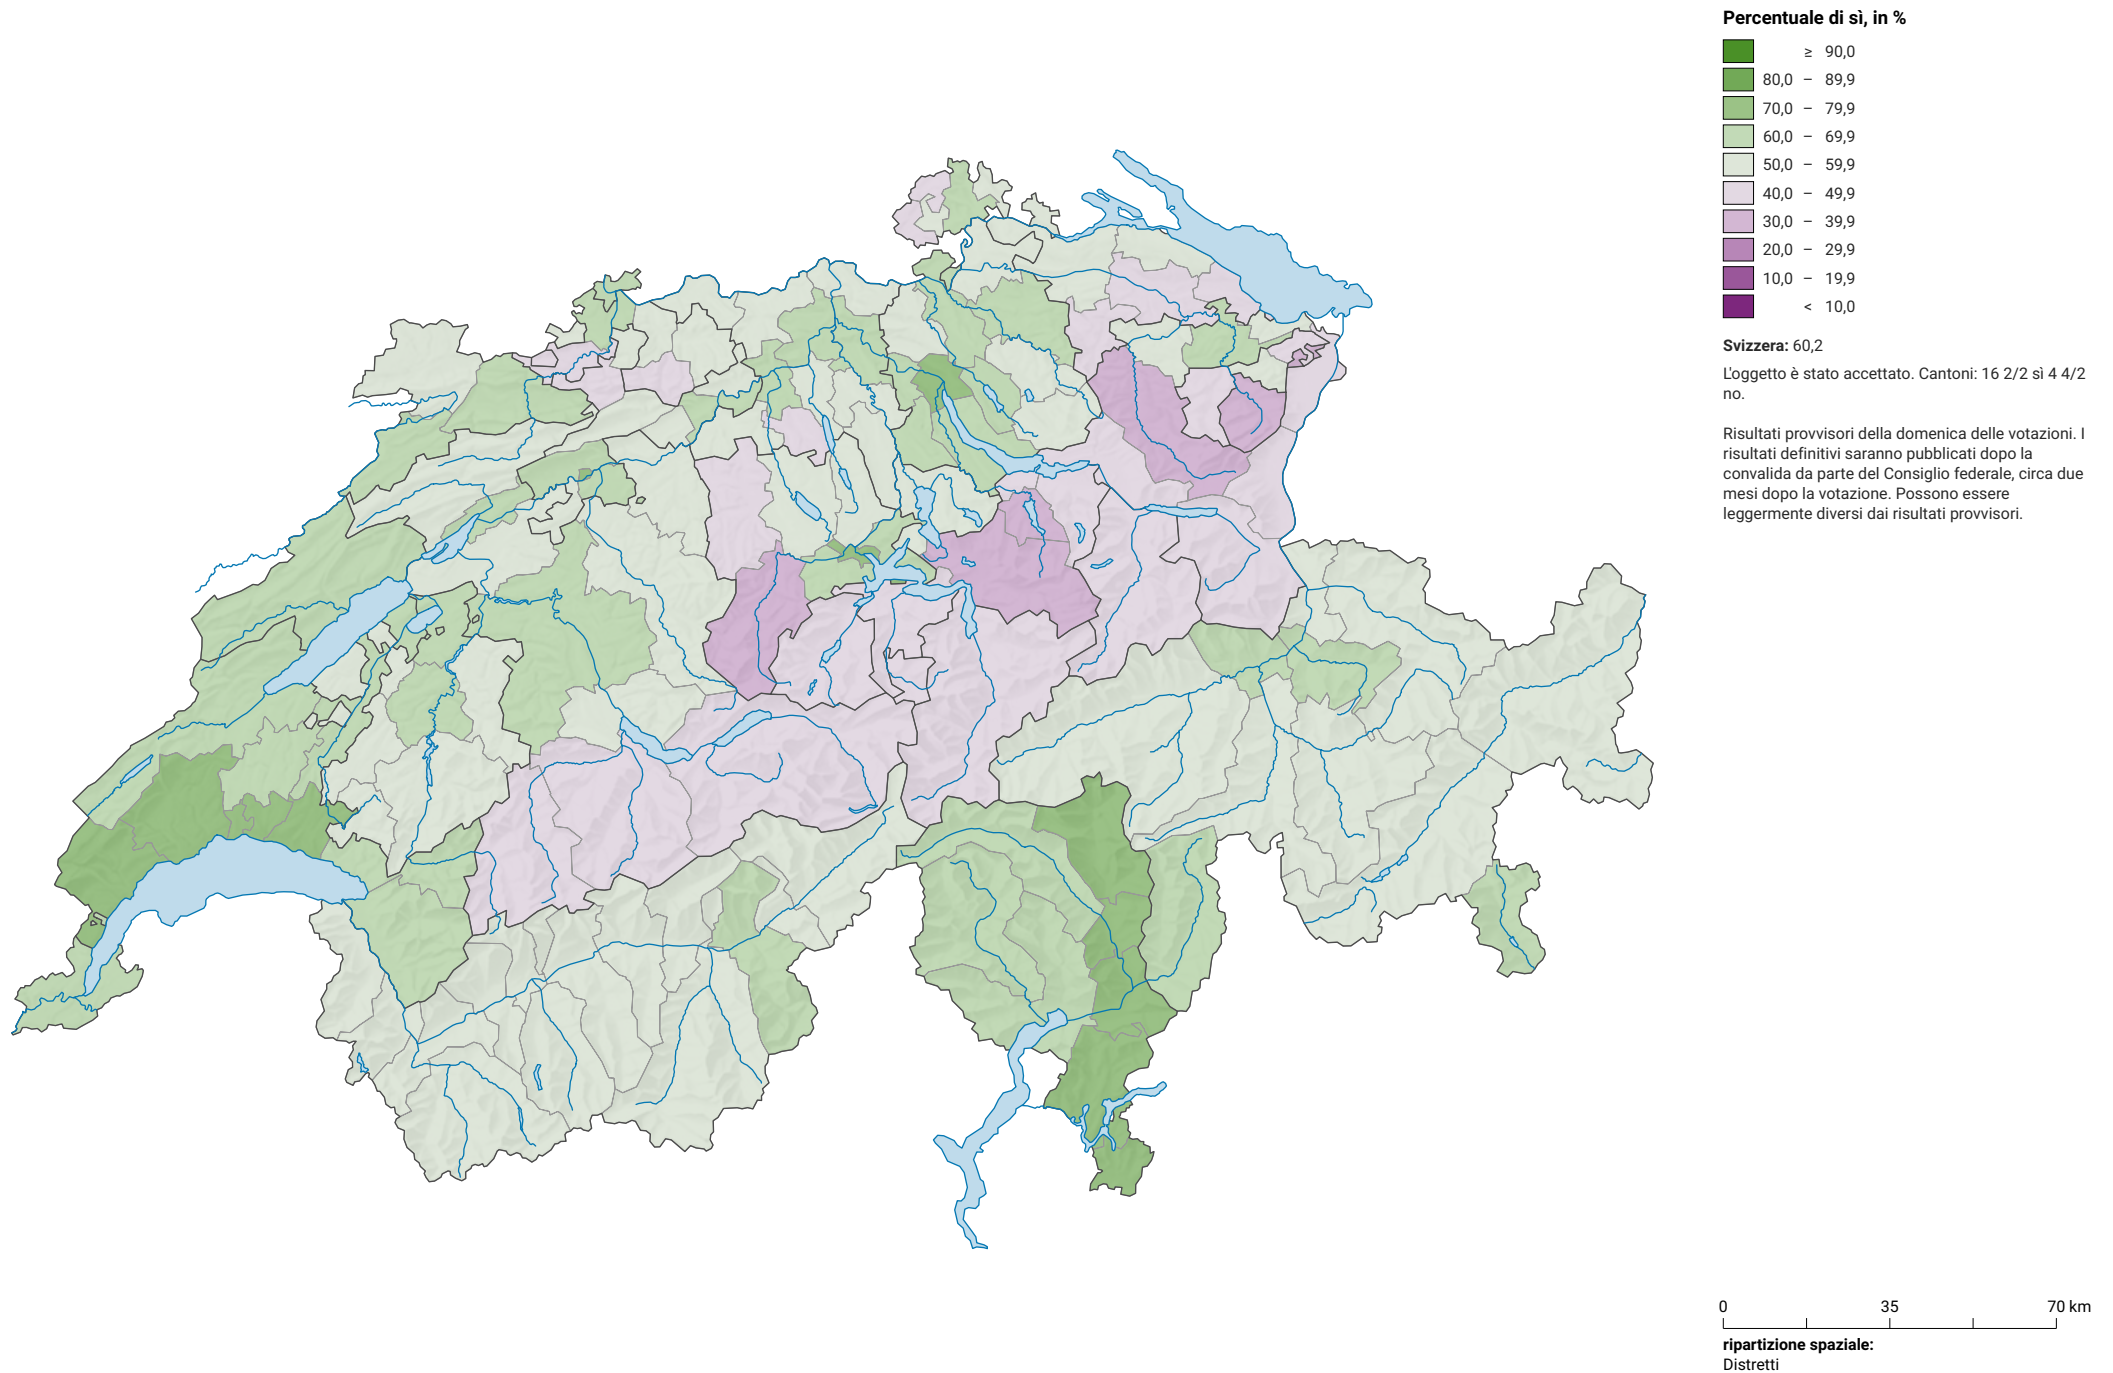 Percentuale di sì, in %
≥ 90,0
80,0 – 89,9
70,0 – 79,9
60,0 – 69,9
50,0 – 59,9
40,0 – 49,9
30,0 – 39,9
20,0 – 29,9
10,0 – 19,9
< 10,0
Svizzera: 60,2
L'oggetto è stato accettato. Cantoni: 16 2/2 sì 4 4/2
no.
Risultati provvisori della domenica delle votazioni. I
risultati definitivi saranno pubblicati dopo la
convalida da parte del Consiglio federale, circa due
mesi dopo la votazione. Possono essere
leggermente diversi dai risultati provvisori.
0 35 70 km
ripartizione spaziale:
Distretti